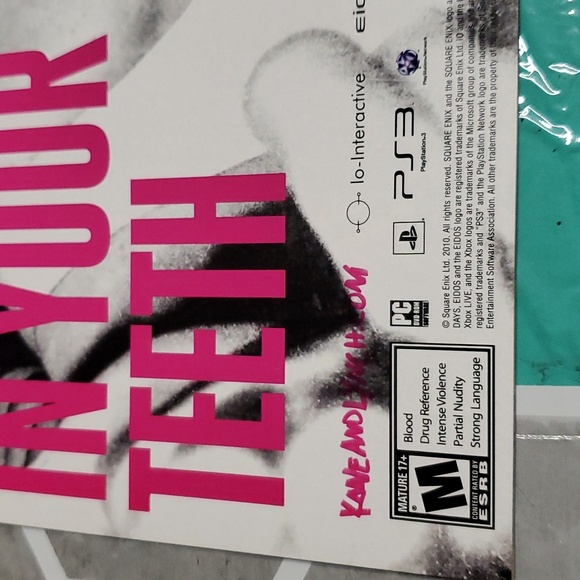 IN YOUR
TEETH
KANEANDLYNCH.COM
Io-Interactive
PC
DVD-ROM
SOFTWARE
PS3
PlayStation®3
PlayStation®Network
MATURE 17+
M
®
CONTENT RATED BY
ESRB
Blood
Drug Reference
Intense Violence
Partial Nudity
Strong Language
© Square Enix Ltd. 2010. All rights reserved. SQUARE ENIX and the SQUARE ENIX logo
DAYS, EIDOS and the EIDOS logo are registered trademarks of Square Enix Ltd. IO and the
Xbox LIVE, and the Xbox logos are trademarks of the Microsoft group of companies
registered trademarks and "PS3" and the PlayStation Network logo are trademarks of
Entertainment Software Association. All other trademarks are the property of